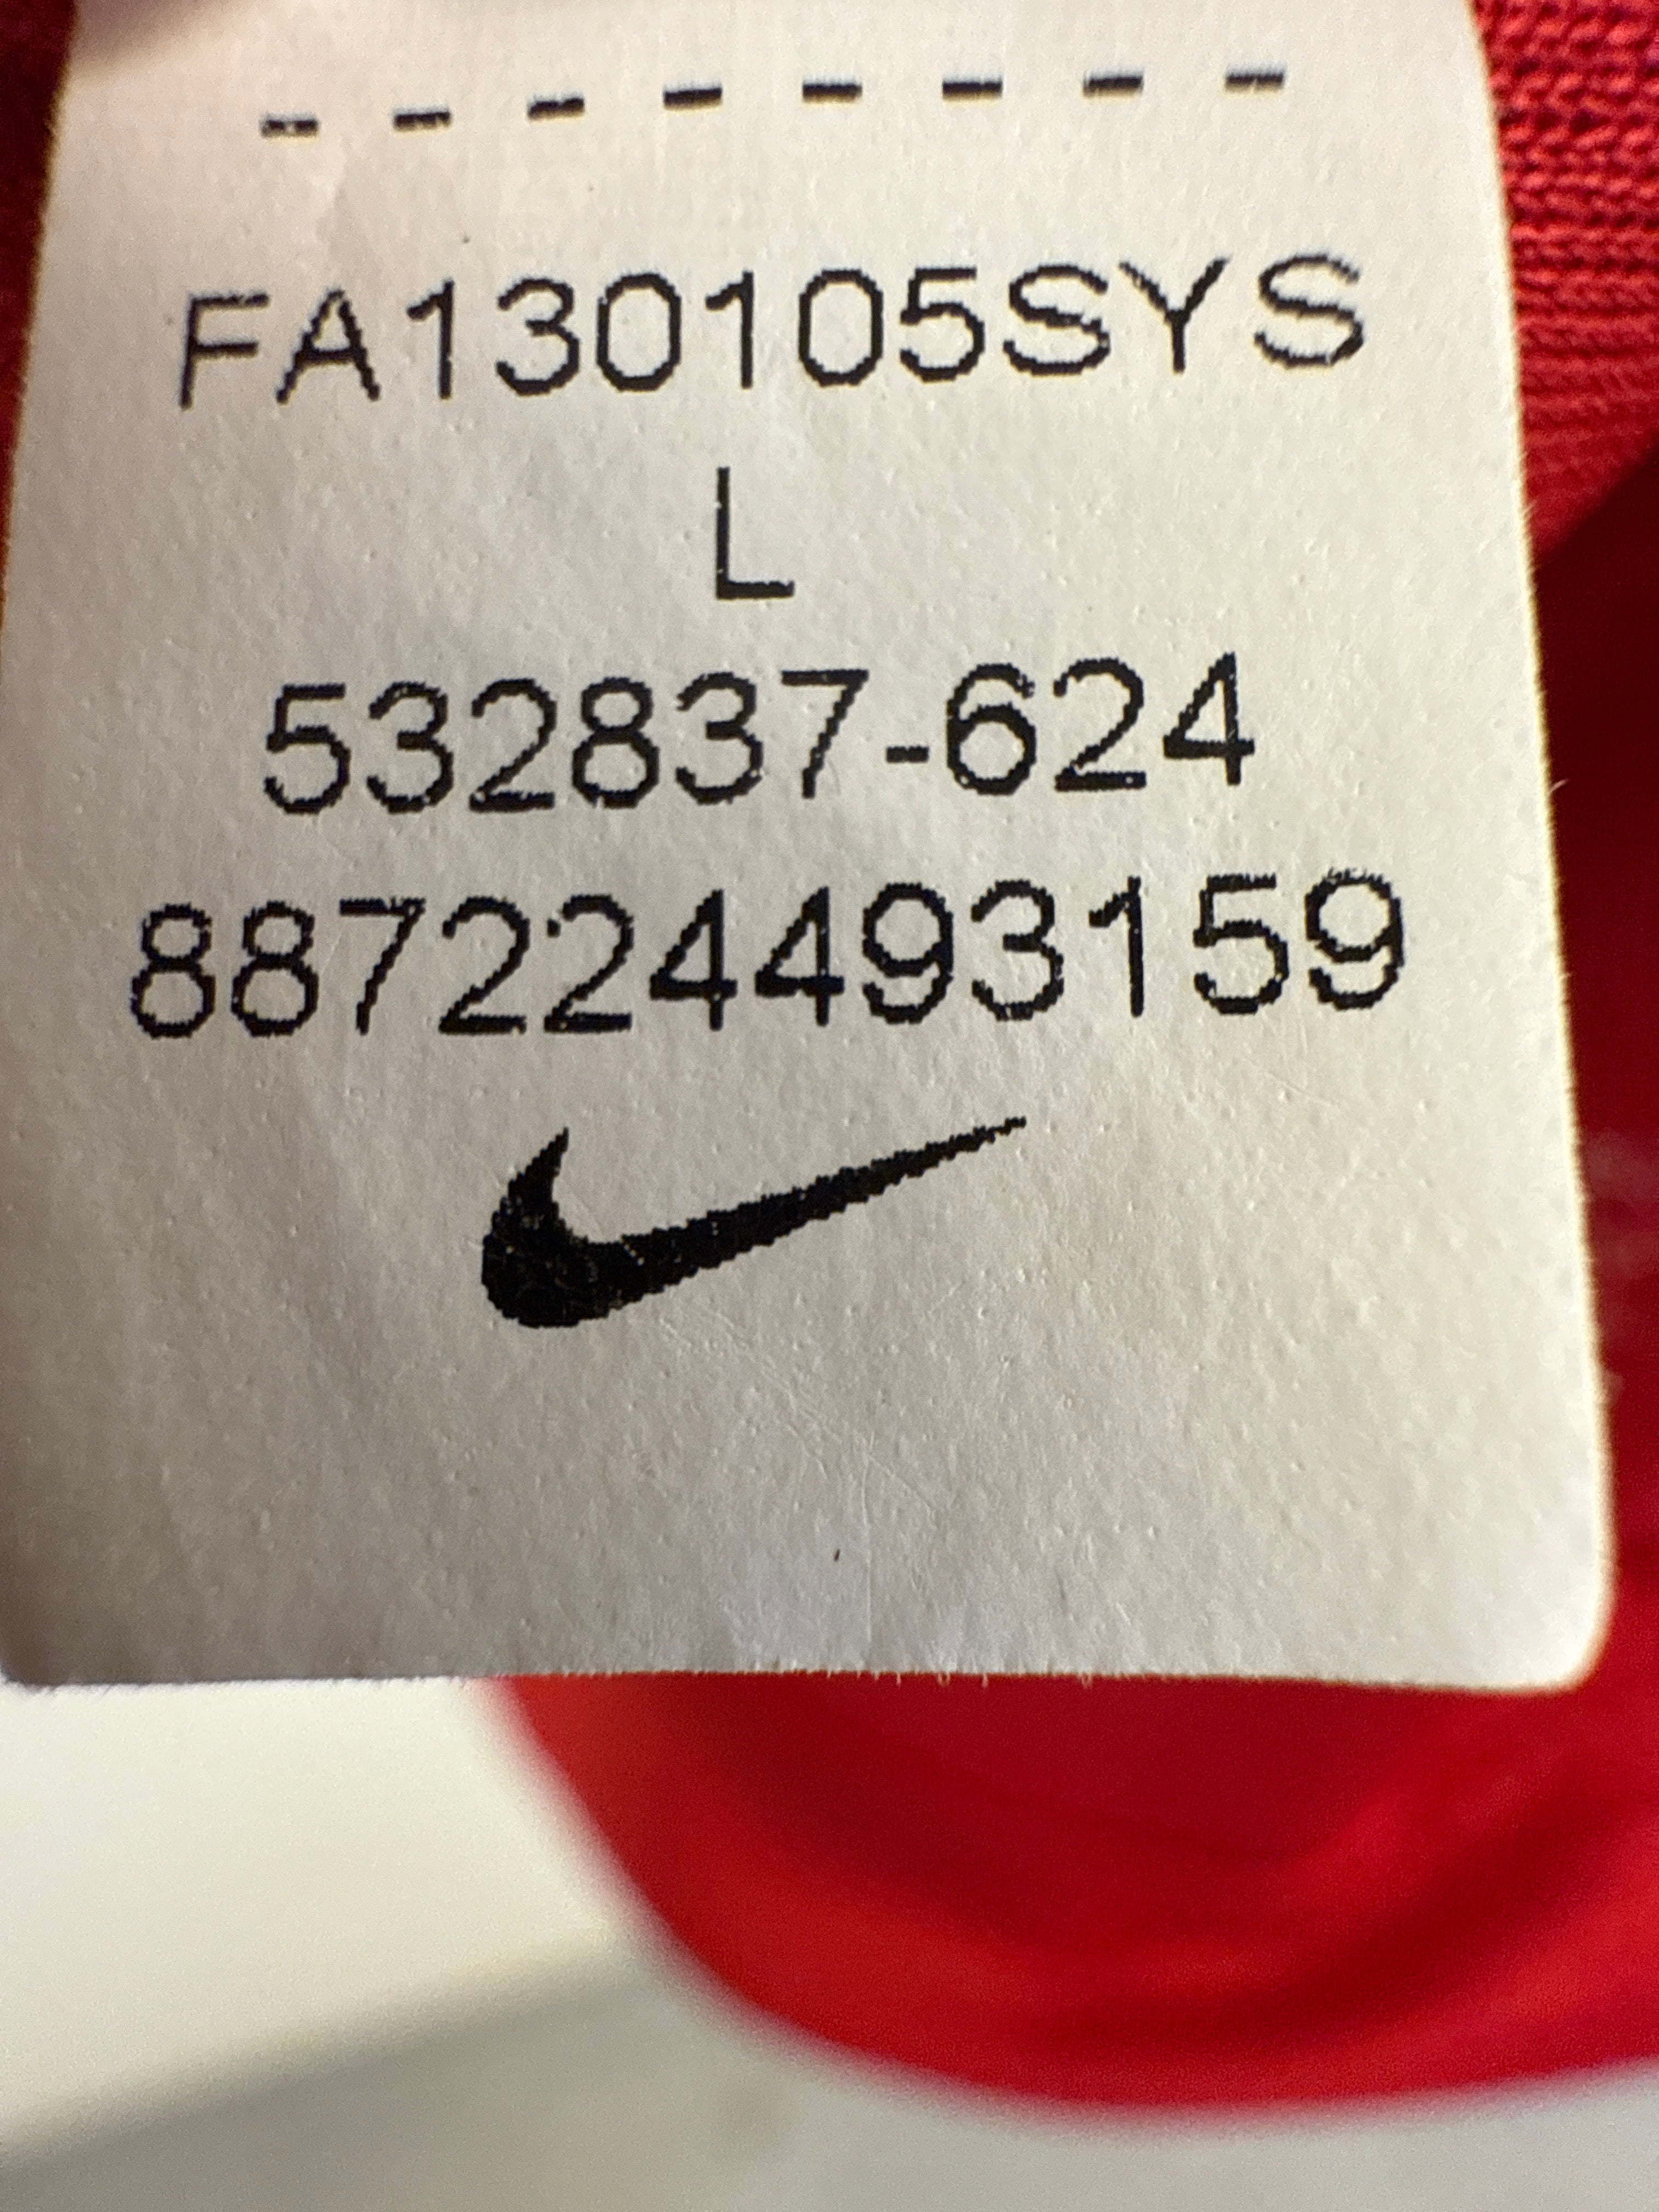 - - - - - - - -
FA130105SYS
L
532837-624
887224493159